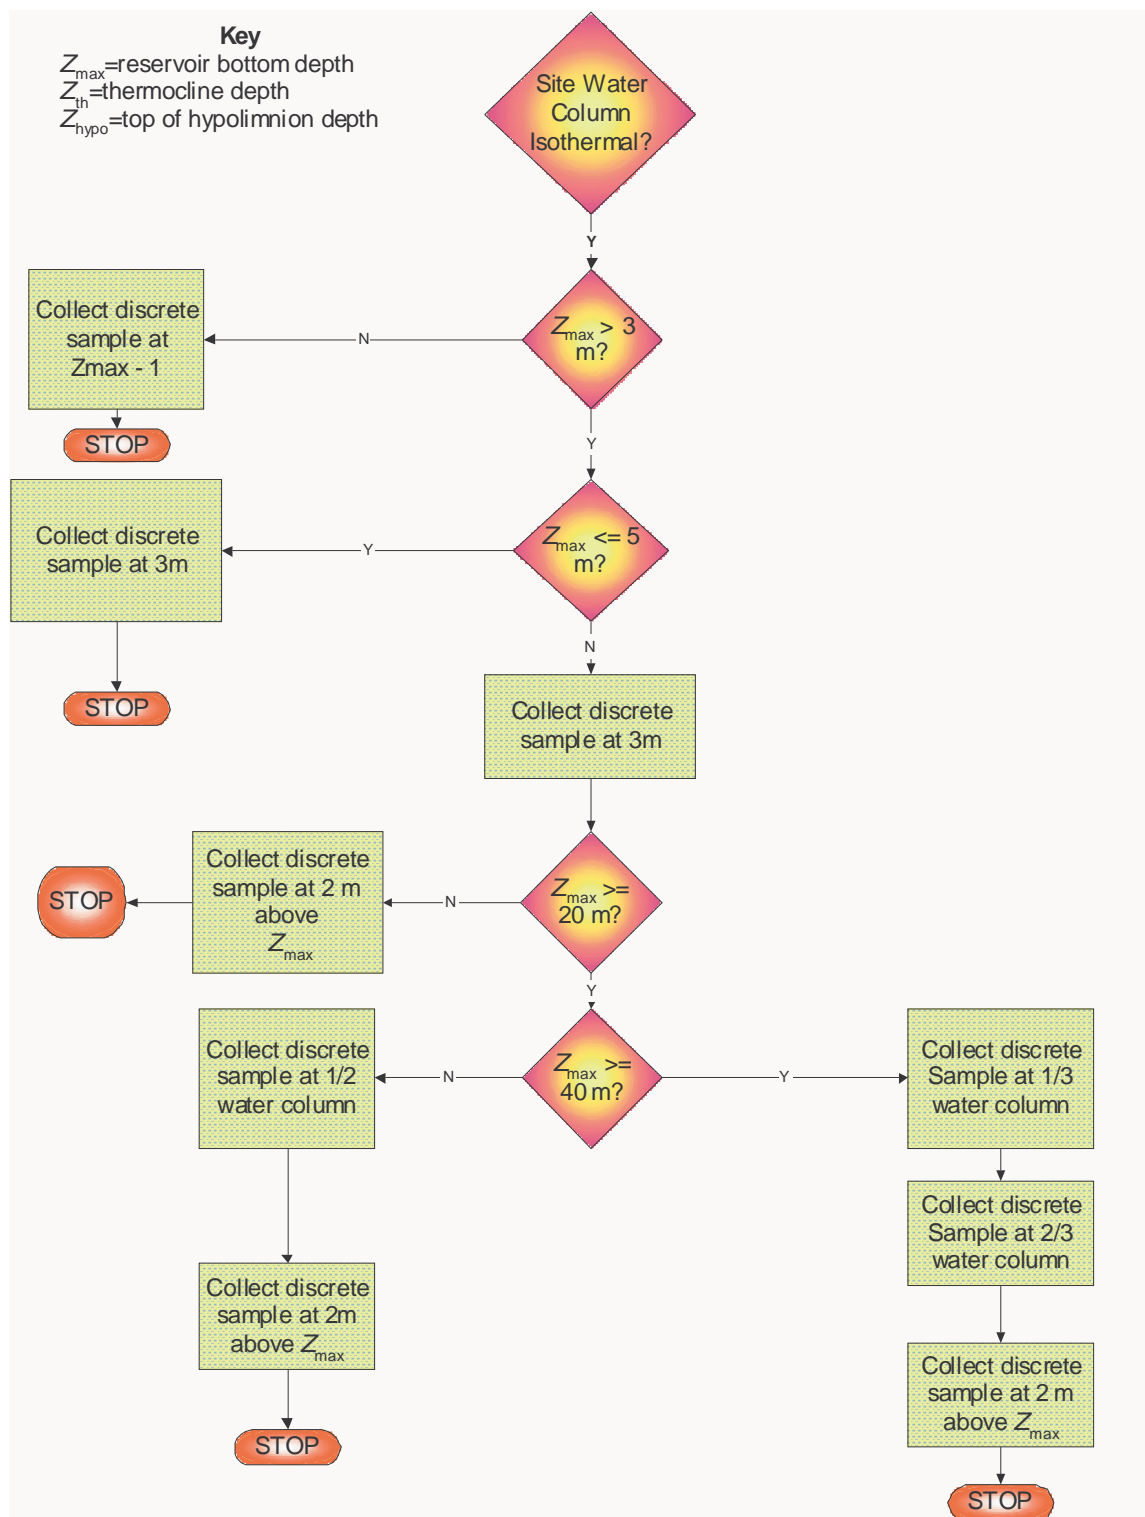 Key
Zmax=reservoir bottom depth
Zth=thermocline depth
Zhypo=top of hypolimnion depth
Site Water
Column
Isothermal?
Y
Collect discrete
sample at
Zmax - 1
N
Zmax > 3
m?
STOP
Y
Collect discrete
sample at 3m
Y
Zmax <= 5
m?
N
STOP
Collect discrete
sample at 3m
STOP
Collect discrete
sample at 2 m
above
Zmax
N
Zmax >=
20 m?
Y
Collect discrete
sample at 1/2
water column
N
Zmax >=
40 m?
Y
Collect discrete
Sample at 1/3
water column
Collect discrete
Sample at 2/3
water column
Collect discrete
sample at 2m
above Zmax
Collect discrete
sample at 2 m
above Zmax
STOP
STOP